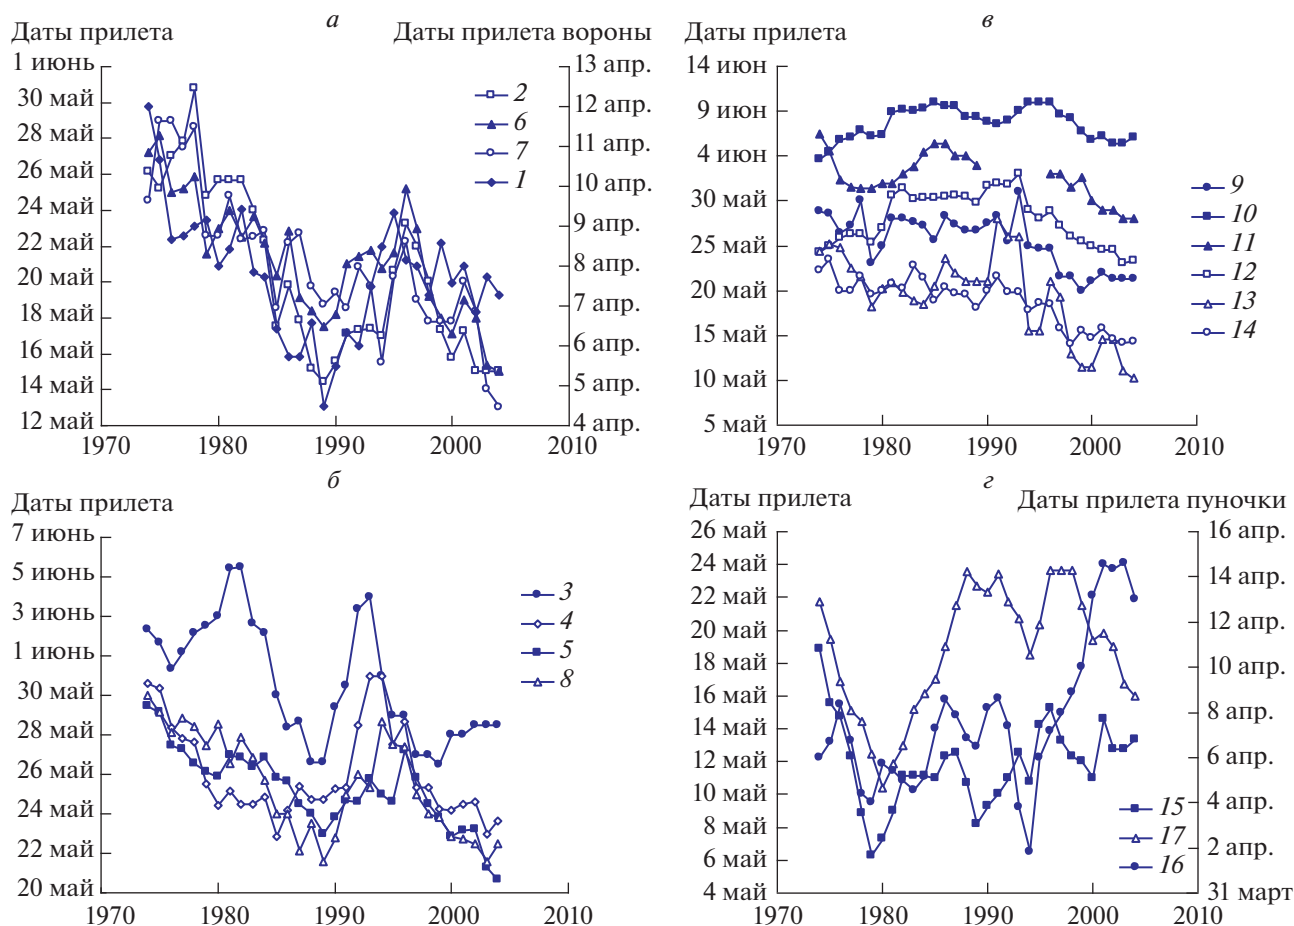 а
Даты прилета
Даты прилета вороны
1 июнь
30 май
28 май
26 май
24 май
22 май
20 май
18 май
16 май
14 май
12 май
13 апр.
12 апр.
11 апр.
10 апр.
9 апр.
8 апр.
7 апр.
6 апр.
5 апр.
4 апр.
2
6
7
1
1970 1980 1990 2000 2010
в
Даты прилета
14 июн
9 июн
4 июн
30 май
25 май
20 май
15 май
10 май
5 май
9
10
11
12
13
14
1970 1980 1990 2000 2010
б
Даты прилета
7 июнь
5 июнь
3 июнь
1 июнь
30 май
28 май
26 май
24 май
22 май
20 май
3
4
5
8
1970 1980 1990 2000 2010
г
Даты прилета
Даты прилета пуночки
26 май
24 май
22 май
20 май
18 май
16 май
14 май
12 май
10 май
8 май
6 май
4 май
16 апр.
14 апр.
12 апр.
10 апр.
8 апр.
6 апр.
4 апр.
2 апр.
31 март
15
17
16
1970 1980 1990 2000 2010